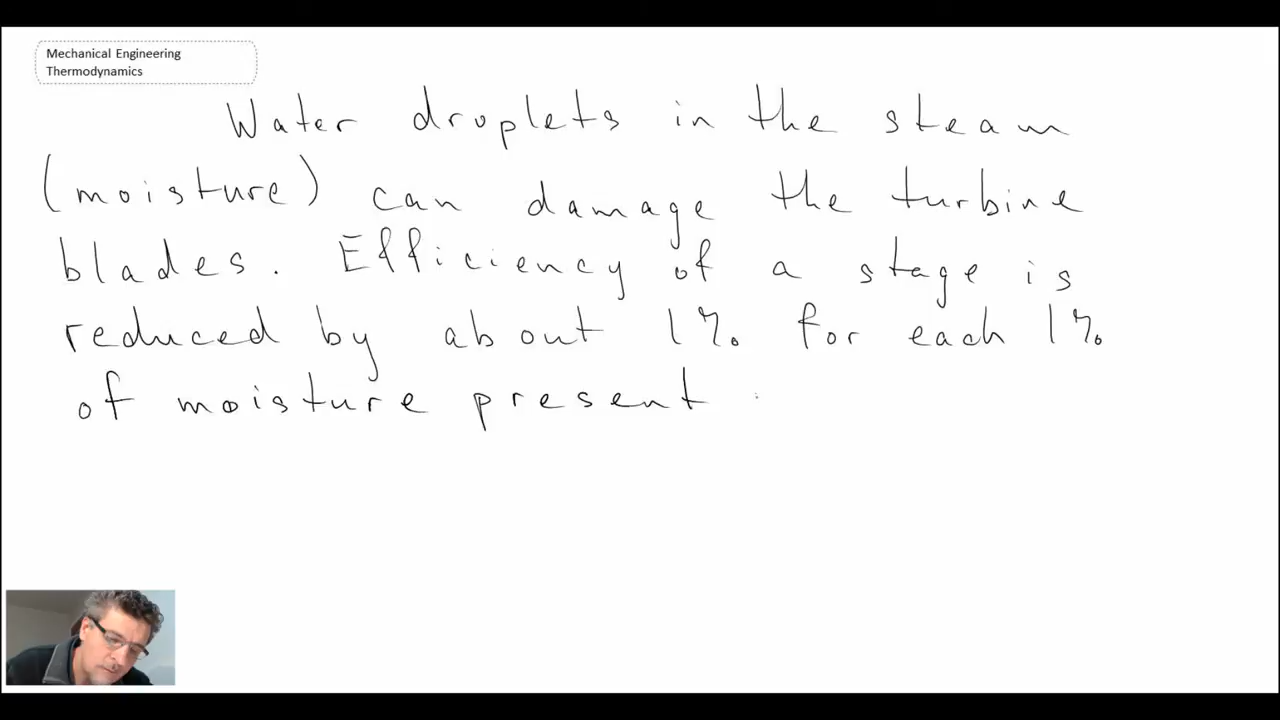 Mechanical Engineering
Thermodynamics
Water droplets in the steam
(moisture) can damage the turbine
blades. Efficiency of a stage is
reduced by about 1% for each 1%
of moisture present